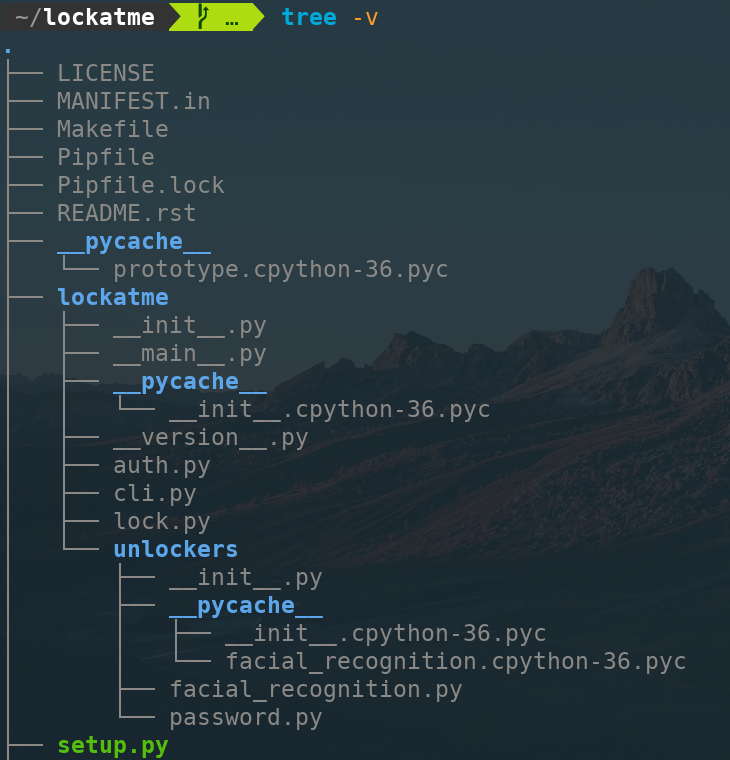 ~/lockatme … tree -v
.
├── LICENSE
├── MANIFEST.in
├── Makefile
├── Pipfile
├── Pipfile.lock
├── README.rst
├── __pycache__
│   └── prototype.cpython-36.pyc
├── lockatme
│   ├── __init__.py
│   ├── __main__.py
│   ├── __pycache__
│   │   └── __init__.cpython-36.pyc
│   ├── __version__.py
│   ├── auth.py
│   ├── cli.py
│   ├── lock.py
│   └── unlockers
│       ├── __init__.py
│       ├── __pycache__
│       │   ├── __init__.cpython-36.pyc
│       │   └── facial_recognition.cpython-36.pyc
│       ├── facial_recognition.py
│       └── password.py
├── setup.py